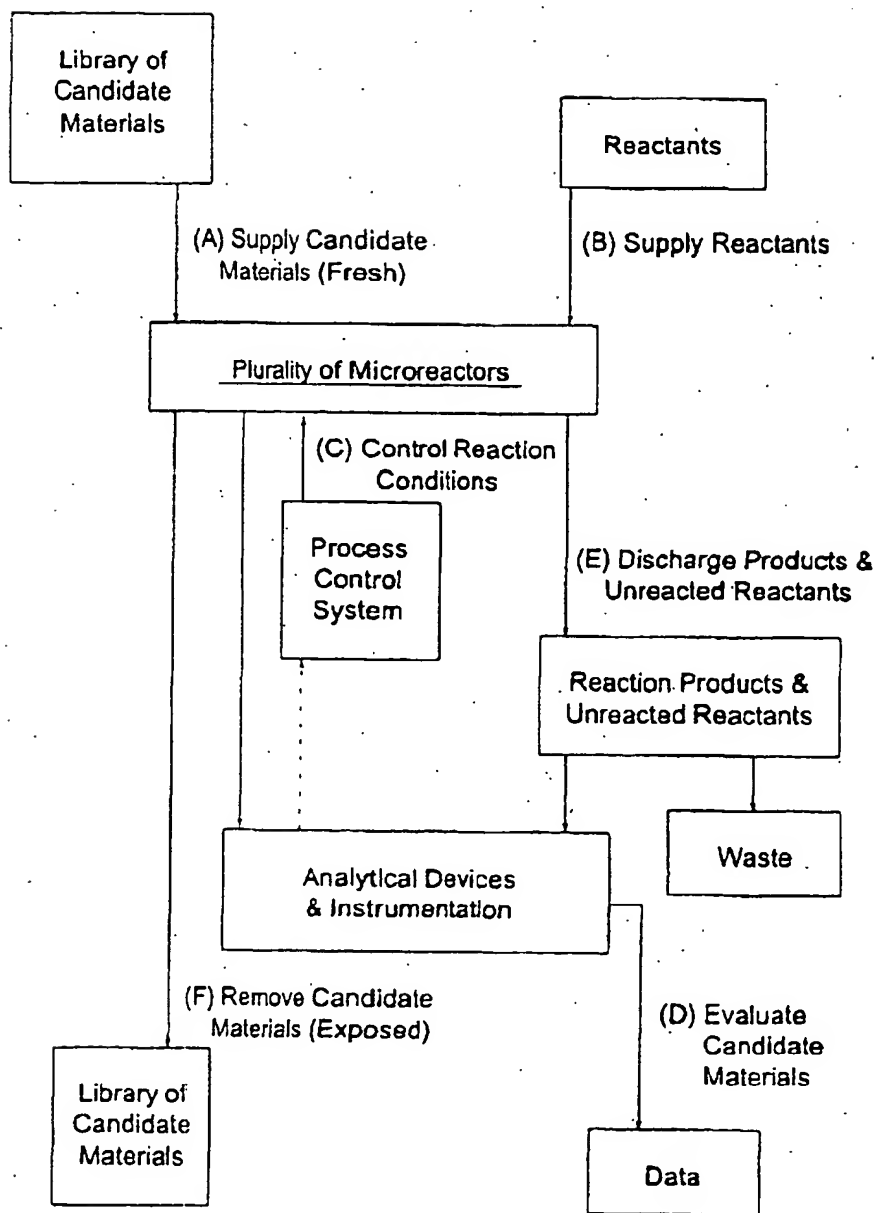 Library of
Candidate
Materials
Reactants
(A) Supply Candidate
Materials (Fresh)
(B) Supply Reactants
Plurality of Microreactors
(C) Control Reaction
Conditions
Process
Control
System
(E) Discharge Products &
Unreacted Reactants
Reaction Products &
Unreacted Reactants
Waste
Analytical Devices
& Instrumentation
(F) Remove Candidate
Materials (Exposed)
(D) Evaluate
Candidate
Materials
Library of
Candidate
Materials
Data